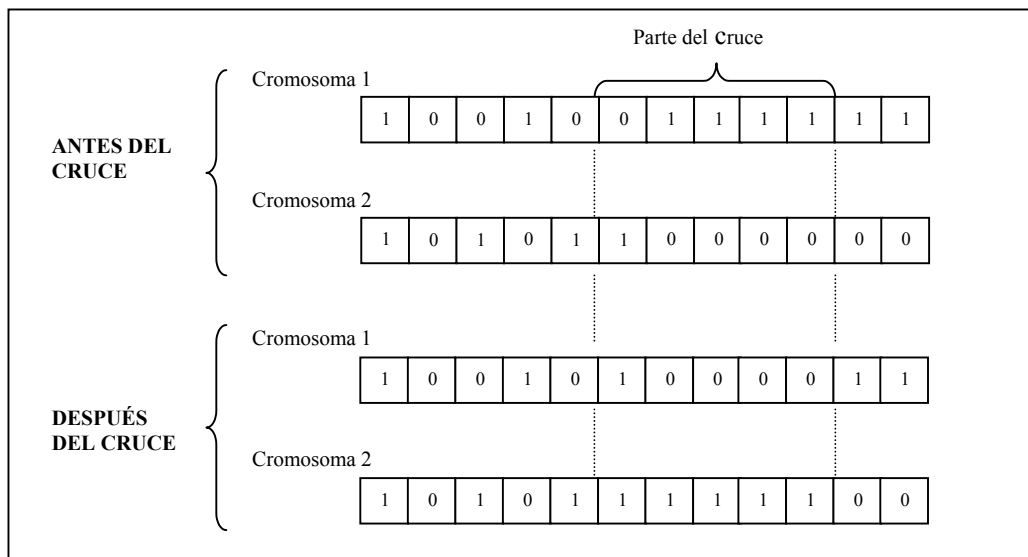 Parte del cruce
Cromosoma 1
1 0 0 1 0 0 1 1 1 1 1 1
ANTES DEL
CRUCE
Cromosoma 2
1 0 1 0 1 1 0 0 0 0 0 0
Cromosoma 1
1 0 0 1 0 1 0 0 0 0 1 1
DESPUÉS
DEL CRUCE
Cromosoma 2
1 0 1 0 1 1 1 1 1 1 0 0